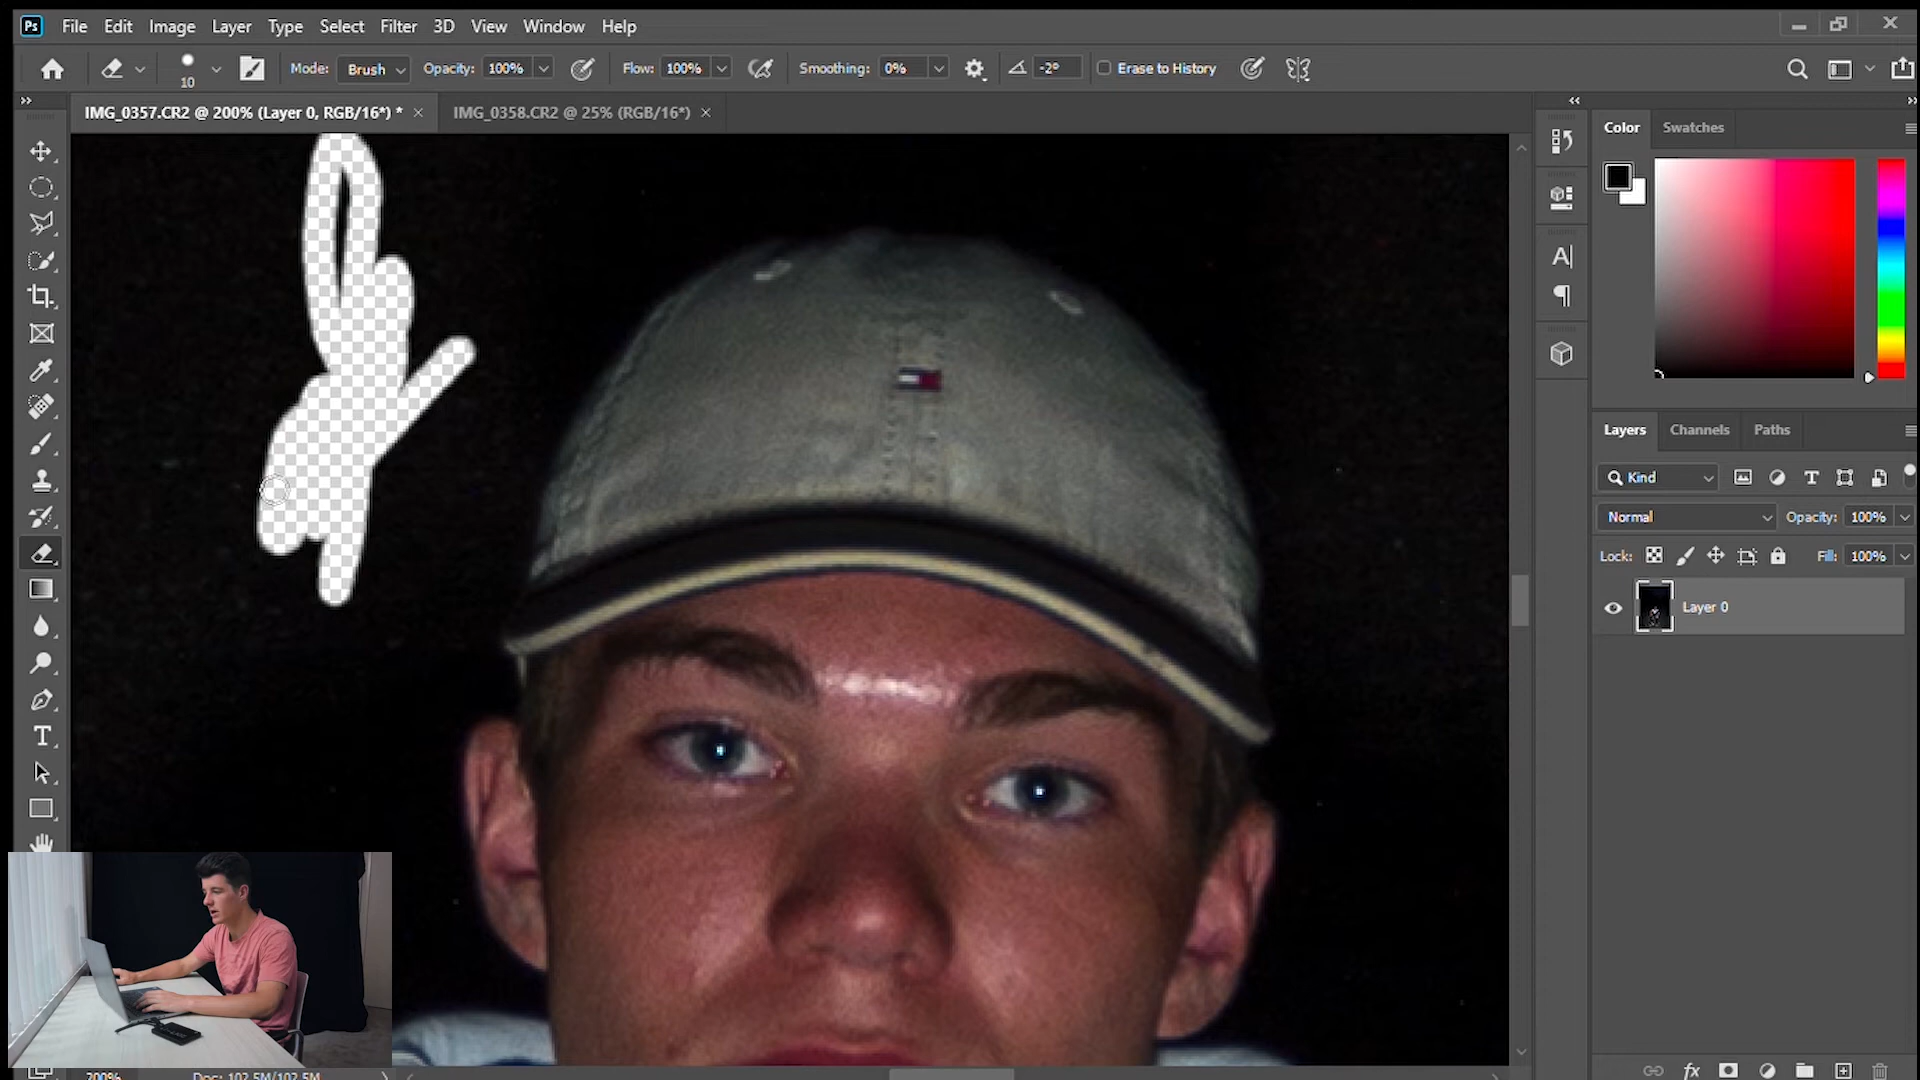 Ps File Edit Image Layer Type Select Filter 3D View Window Help
10 Mode: Brush Opacity: 100% Flow: 100% Smoothing: 0% -2° Erase to History
IMG_0357.CR2 @ 200% (Layer 0, RGB/16*) * × IMG_0358.CR2 @ 25% (RGB/16*) ×
Color Swatches
Layers Channels Paths
Kind
Normal Opacity: 100%
Lock: Fill: 100%
Layer 0
fx
200% Doc: 102.5M/102.5M